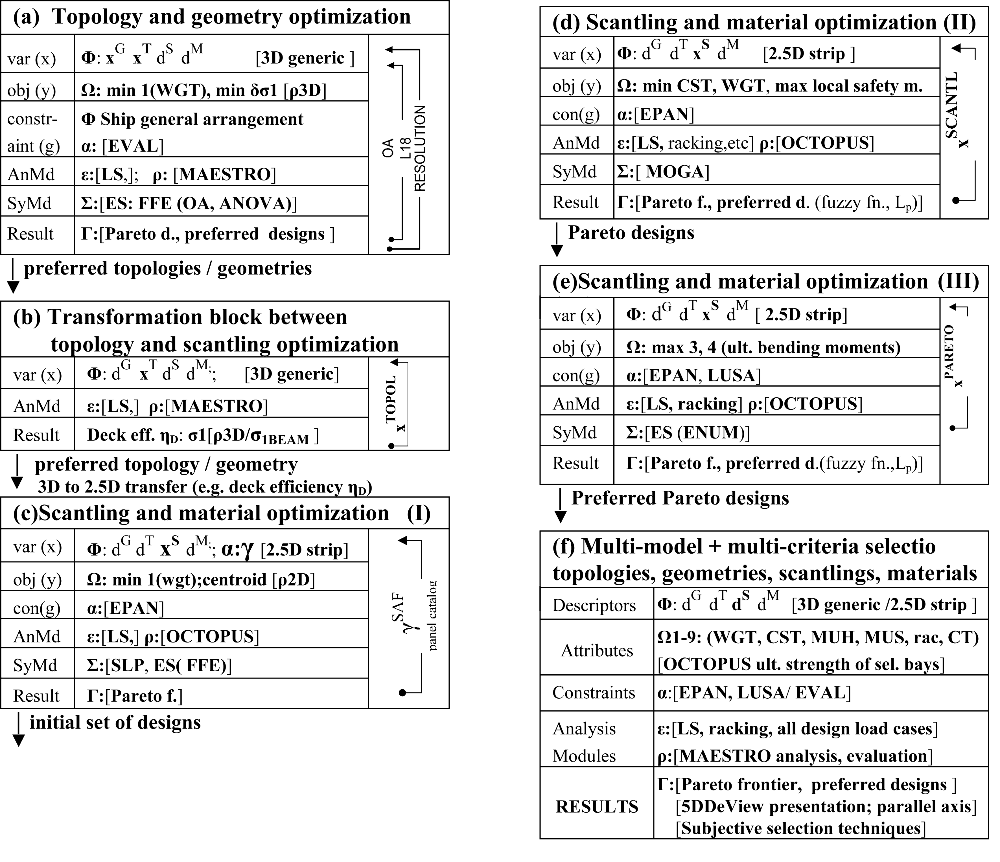 (a) Topology and geometry optimization
var (x) Φ: x^G x^T d^S d^M [3D generic ]
obj (y) Ω: min 1(WGT), min δσ1 [ρ3D]
constr- Φ Ship general arrangement
aint (g) α: [EVAL]
AnMd ε:[LS,]; ρ: [MAESTRO]
SyMd Σ:[ES: FFE (OA, ANOVA)]
Result Γ:[Pareto d., preferred designs ]
OA
L18
RESOLUTION
preferred topologies / geometries
(b) Transformation block between
topology and scantling optimization
var (x) Φ: d^G x^T d^S d^M;; [3D generic]
AnMd ε:[LS,] ρ:[MAESTRO]
Result Deck eff. η_D: σ1[ρ3D/σ_1BEAM ]
x^TOPOL
preferred topology / geometry
3D to 2.5D transfer (e.g. deck efficiency η_D)
(c)Scantling and material optimization (I)
var (x) Φ: d^G d^T x^S d^M;; α:γ [2.5D strip]
obj (y) Ω: min 1(wgt);centroid [ρ2D]
con(g) α:[EPAN]
AnMd ε:[LS,] ρ:[OCTOPUS]
SyMd Σ:[SLP, ES( FFE)]
Result Γ:[Pareto f.]
γ^SAF
panel catalog
initial set of designs
(d) Scantling and material optimization (II)
var (x) Φ: d^G d^T x^S d^M [2.5D strip ]
obj (y) Ω: min CST, WGT, max local safety m.
con(g) α:[EPAN]
AnMd ε:[LS, racking,etc] ρ:[OCTOPUS]
SyMd Σ:[ MOGA]
Result Γ:[Pareto f., preferred d. (fuzzy fn., L_p)]
x^SCANTL
Pareto designs
(e)Scantling and material optimization (III)
var (x) Φ: d^G d^T x^S d^M [ 2.5D strip]
obj (y) Ω: max 3, 4 (ult. bending moments)
con(g) α:[EPAN, LUSA]
AnMd ε:[LS, racking] ρ:[OCTOPUS]
SyMd Σ:[ES (ENUM)]
Result Γ:[Pareto f., preferred d.(fuzzy fn.,L_p)]
x^PARETO
Preferred Pareto designs
(f) Multi-model + multi-criteria selectio
topologies, geometries, scantlings, materials
Descriptors Φ: d^G d^T d^S d^M [3D generic /2.5D strip ]
Attributes Ω1-9: (WGT, CST, MUH, MUS, rac, CT)
[OCTOPUS ult. strength of sel. bays]
Constraints α:[EPAN, LUSA/ EVAL]
Analysis ε:[LS, racking, all design load cases]
Modules ρ:[MAESTRO analysis, evaluation]
RESULTS Γ:[Pareto frontier, preferred designs ]
[5DDeView presentation; parallel axis]
[Subjective selection techniques]